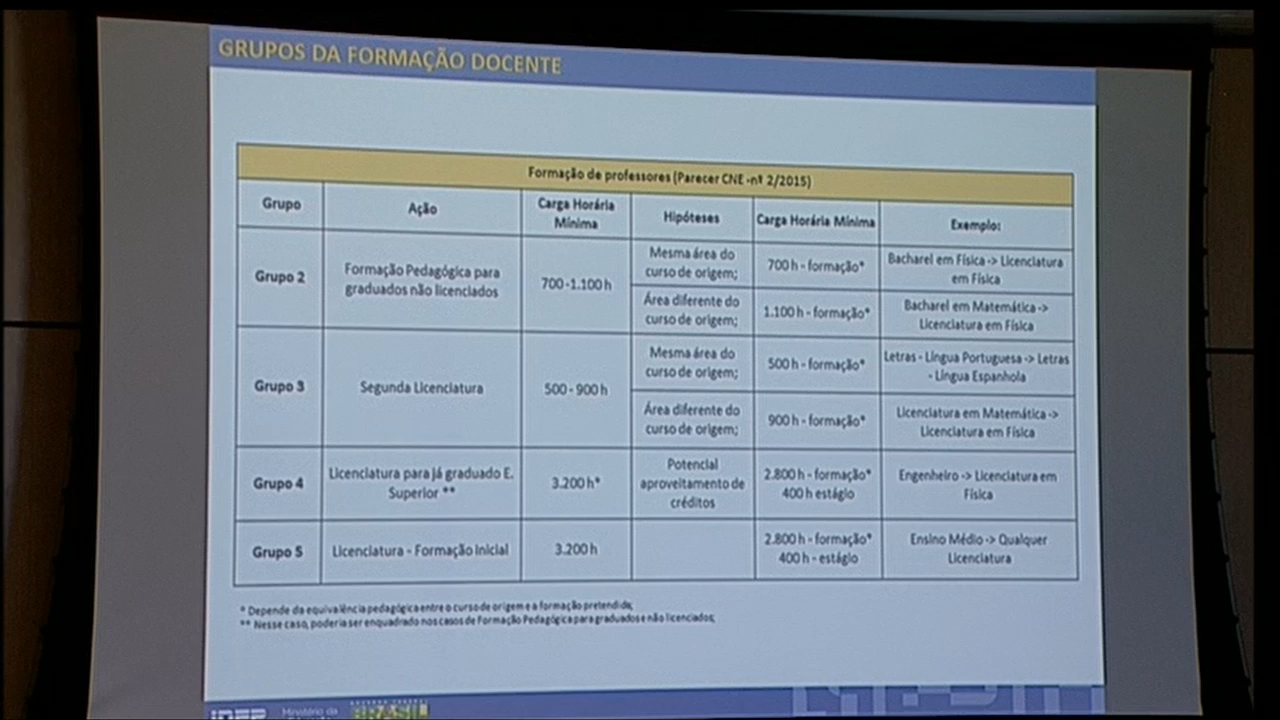 GRUPOS DA FORMAÇÃO DOCENTE
Formação de professores (Parecer CNE -nº 2/2015)
Grupo
Ação
Carga Horária
Mínima
Hipóteses
Carga Horária Mínima
Exemplo:
Grupo 2
Formação Pedagógica para
graduados não licenciados
700 -1.100 h
Mesma área do
curso de origem;
700 h - formação*
Bacharel em Física -> Licenciatura
em Física
Área diferente do
curso de origem;
1.100 h - formação*
Bacharel em Matemática ->
Licenciatura em Física
Grupo 3
Segunda Licenciatura
500 - 900 h
Mesma área do
curso de origem;
500 h - formação*
Letras - Língua Portuguesa -> Letras
- Língua Espanhola
Área diferente do
curso de origem;
900 h - formação*
Licenciatura em Matemática ->
Licenciatura em Física
Grupo 4
Licenciatura para já graduado E.
Superior **
3.200 h*
Potencial
aproveitamento de
créditos
2.800 h - formação*
400 h estágio
Engenheiro -> Licenciatura em
Física
Grupo 5
Licenciatura - Formação Inicial
3.200 h
2.800 h - formação*
400 h - estágio
Ensino Médio -> Qualquer
Licenciatura
* Depende da equivalência pedagógica entre o curso de origem e a formação pretendida;
** Nesse caso, poderia ser enquadrado nos casos de Formação Pedagógica para graduados e não licenciados;
INEP
Ministério da
BRASIL